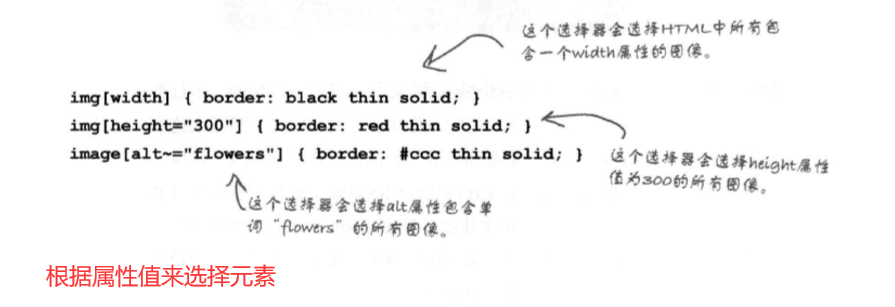 这个选择器会选择HTML中所有包
含一个width属性的图像。
img[width] { border: black thin solid; }
img[height="300"] { border: red thin solid; }
image[alt~="flowers"] { border: #ccc thin solid; }
这个选择器会选择height属性
值为300的所有图像。
这个选择器会选择alt属性包含单
词“flowers”的所有图像。
根据属性值来选择元素